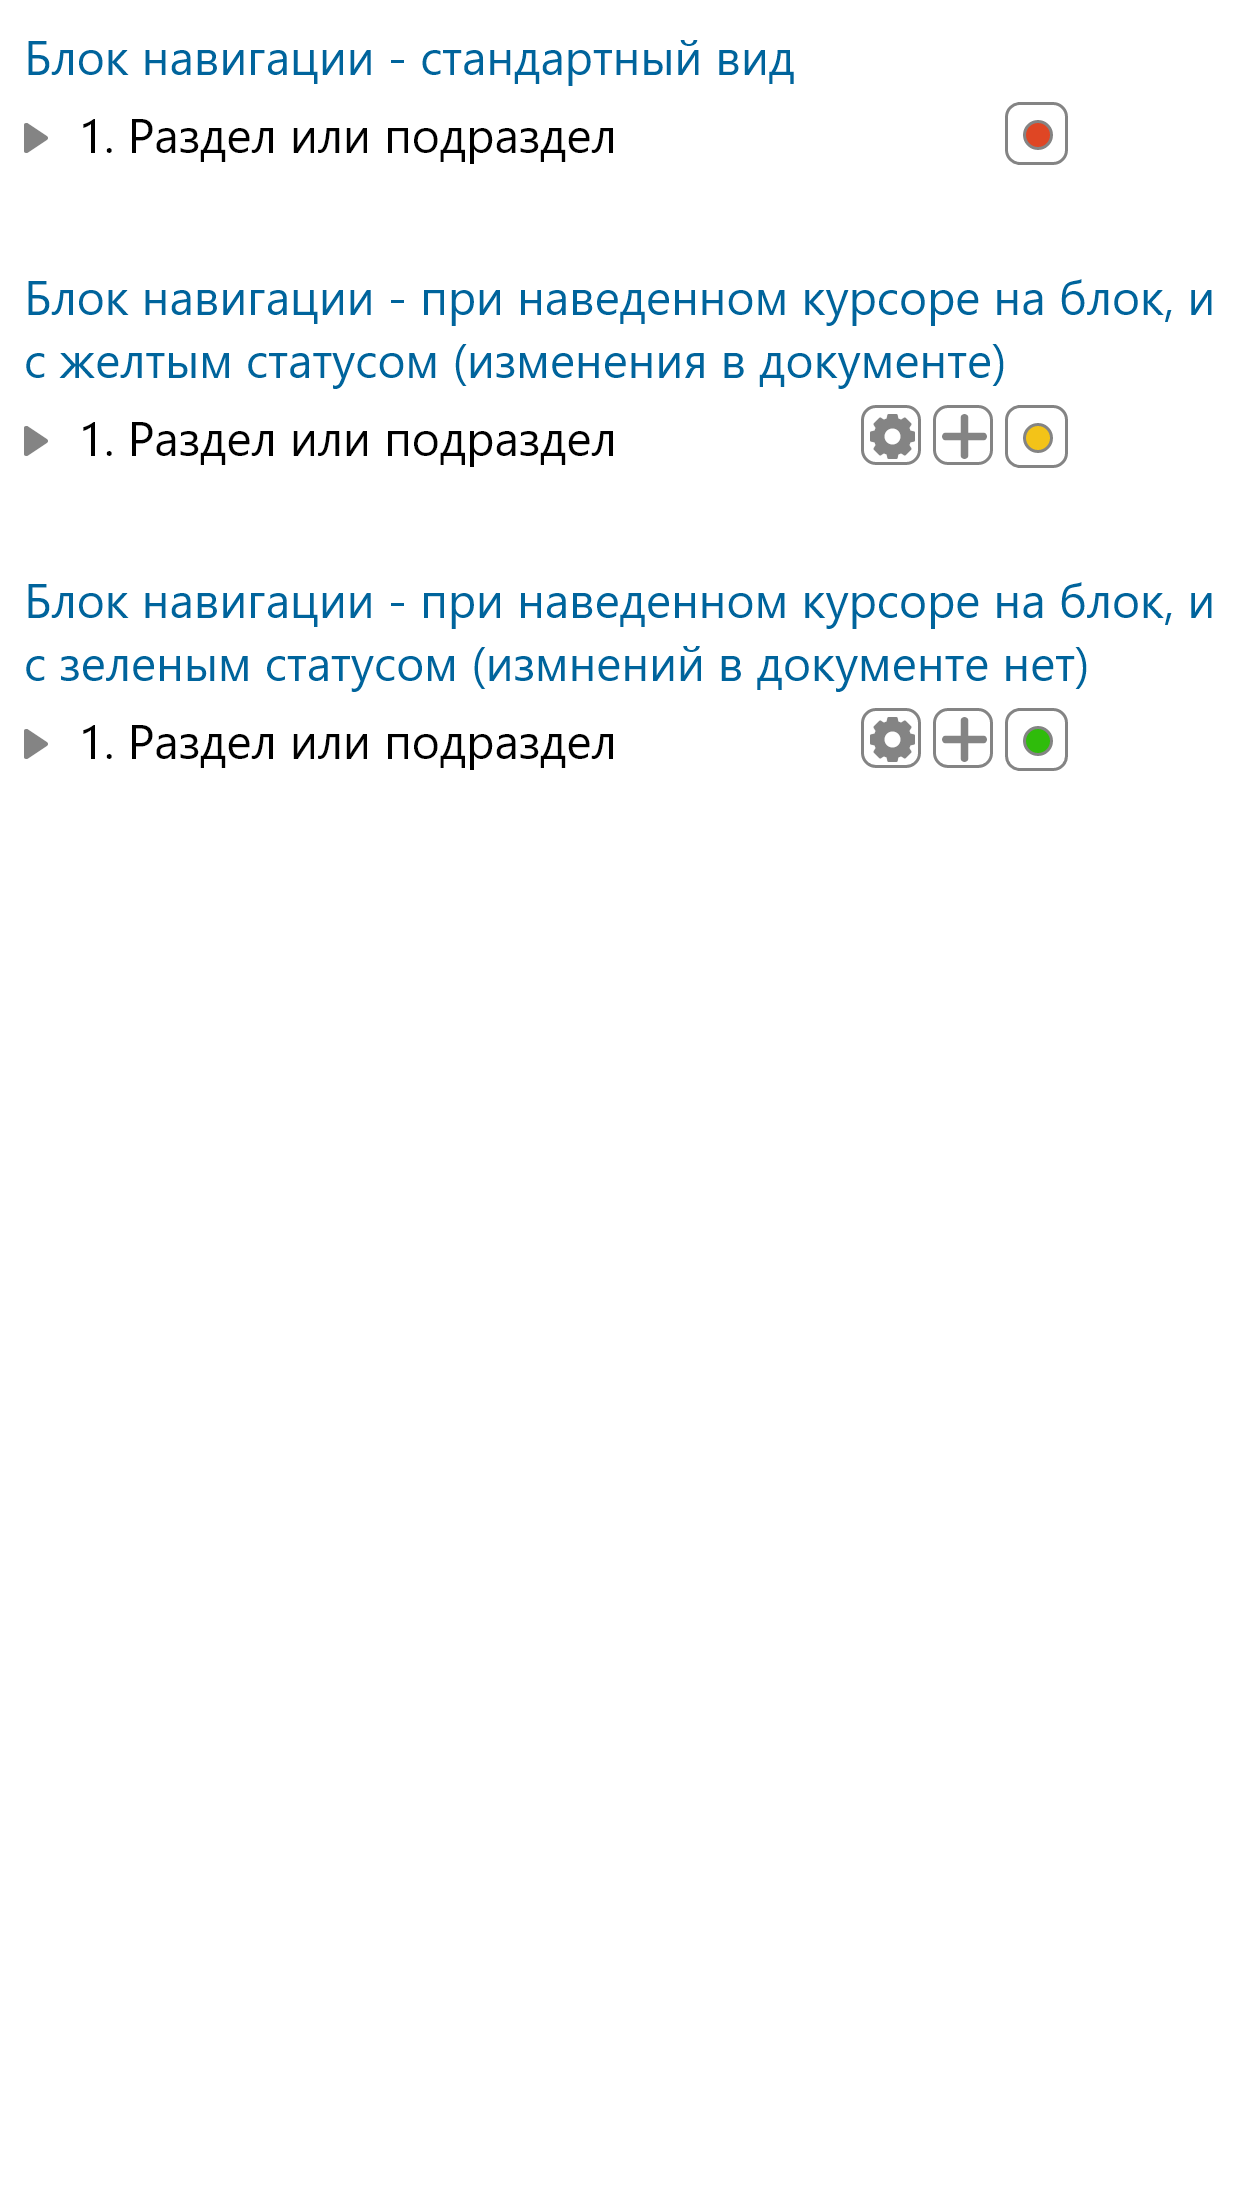 Блок навигации - стандартный вид
1. Раздел или подраздел
Блок навигации - при наведенном курсоре на блок, и
с желтым статусом (изменения в документе)
1. Раздел или подраздел
Блок навигации - при наведенном курсоре на блок, и
с зеленым статусом (измнений в документе нет)
1. Раздел или подраздел